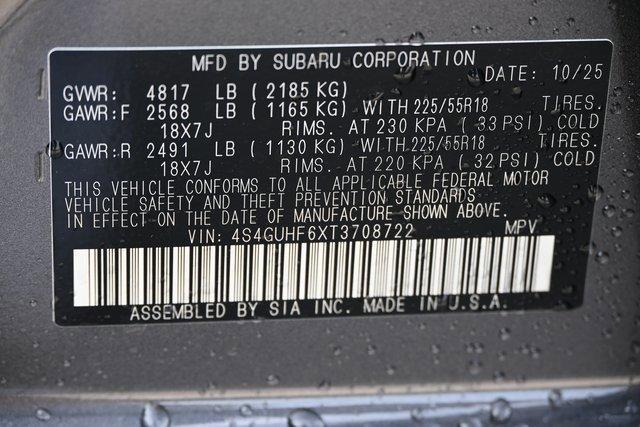 MFD BY SUBARU CORPORATION
DATE: 10/25
GVWR: 4817 LB (2185 KG)
GAWR:F 2568 LB (1165 KG) WITH 225/55R18 TIRES.
18X7J RIMS. AT 230 KPA (33 PSI) COLD
GAWR:R 2491 LB (1130 KG) WITH 225/55R18 TIRES.
18X7J RIMS. AT 220 KPA (32 PSI) COLD
THIS VEHICLE CONFORMS TO ALL APPLICABLE FEDERAL MOTOR
VEHICLE SAFETY AND THEFT PREVENTION STANDARDS
IN EFFECT ON THE DATE OF MANUFACTURE SHOWN ABOVE.
VIN: 4S4GUHF6XT3708722 MPV
ASSEMBLED BY SIA INC. MADE IN U.S.A.